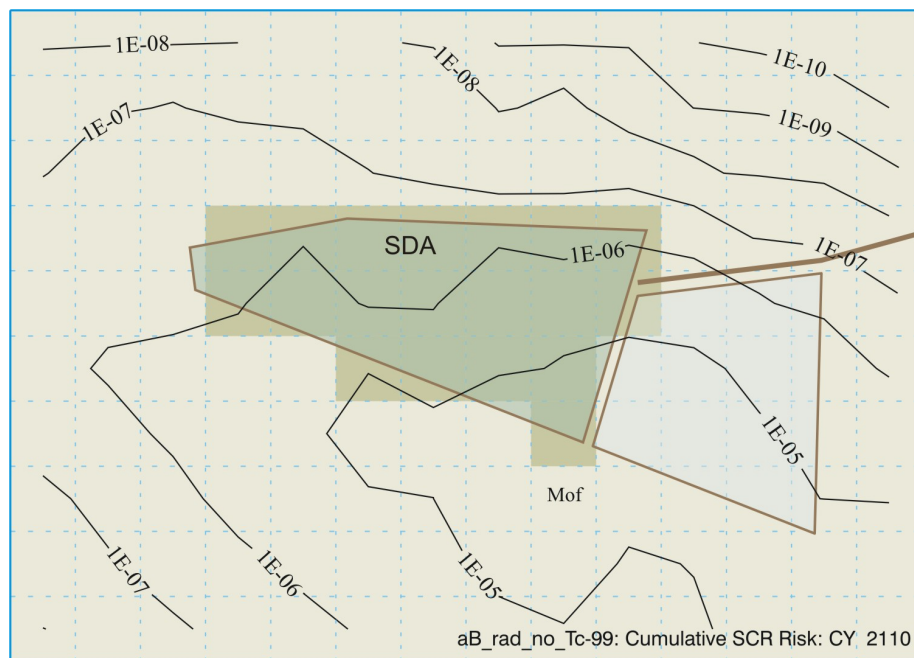 1E-08
1E-08
1E-10
1E-07
1E-09
SDA
1E-06
1E-07
1E-05
Mof
1E-07
1E-06
1E-05
aB_rad_no_Tc-99: Cumulative SCR Risk: CY 2110